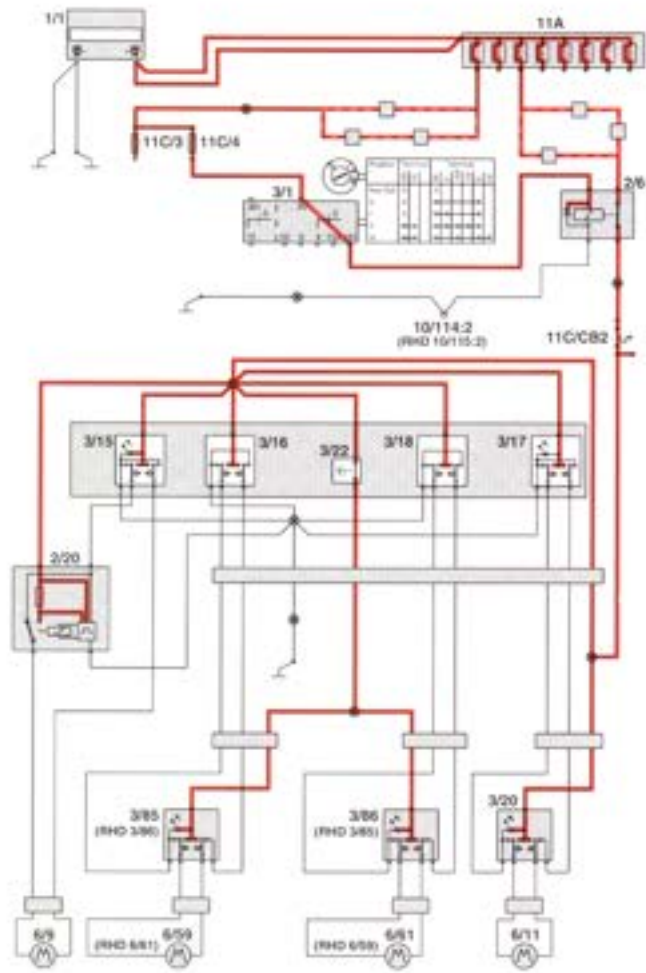 1/1
11A
11C/3
11C/4
3/1
2/6
10/114:2
(RHD 10/115:2)
11C/CB2
3/15
3/16
3/22
3/18
3/17
2/20
3/85
(RHD 3/86)
3/86
(RHD 3/85)
3/20
6/9
6/59
(RHD 6/61)
6/61
(RHD 6/59)
6/11